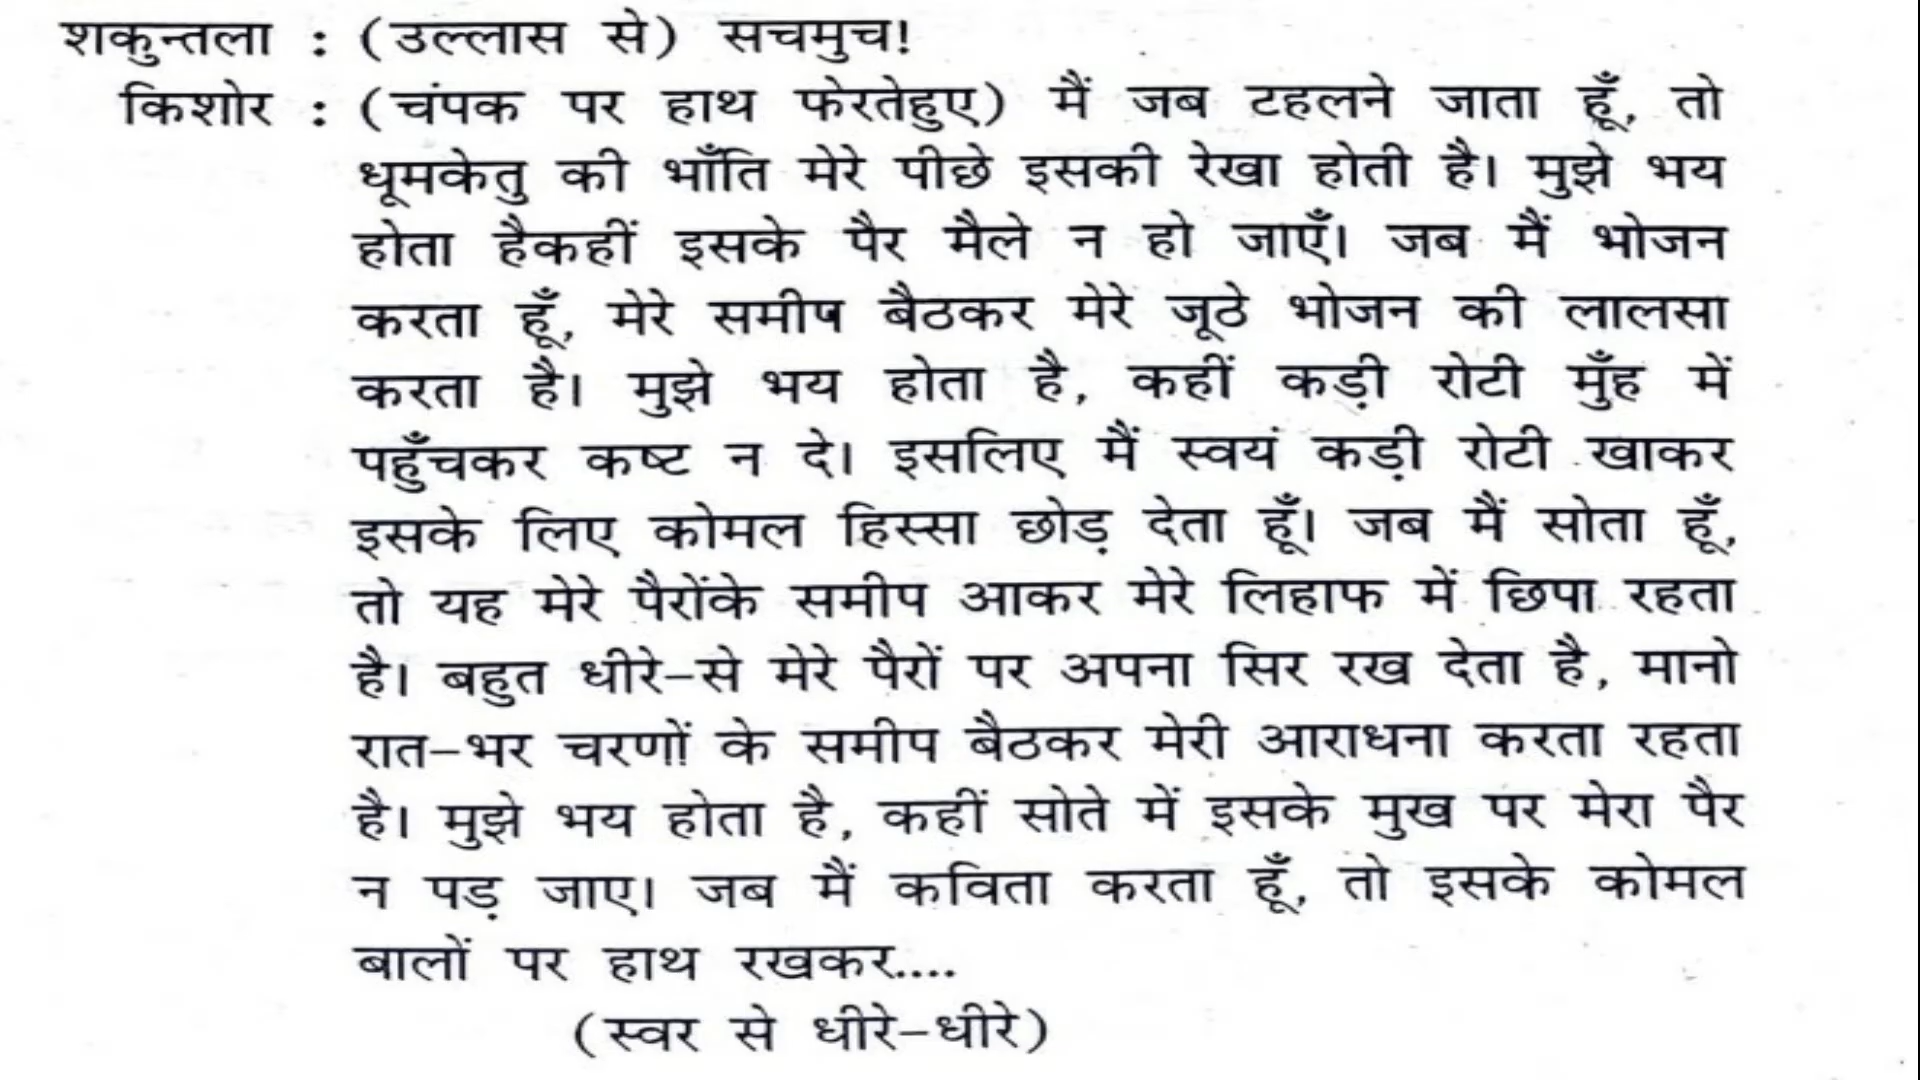 शकुन्तला : (उल्लास से) सचमुच!
किशोर : (चंपक पर हाथ फेरतेहुए) मैं जब टहलने जाता हूँ, तो
धूमकेतु की भाँति मेरे पीछे इसकी रेखा होती है। मुझे भय
होता हैकहीं इसके पैर मैले न हो जाएँ। जब मैं भोजन
करता हूँ, मेरे समीप बैठकर मेरे जूठे भोजन की लालसा
करता है। मुझे भय होता है, कहीं कड़ी रोटी मुँह में
पहुँचकर कष्ट न दे। इसलिए मैं स्वयं कड़ी रोटी खाकर
इसके लिए कोमल हिस्सा छोड़ देता हूँ। जब मैं सोता हूँ,
तो यह मेरे पैरोंके समीप आकर मेरे लिहाफ में छिपा रहता
है। बहुत धीरे-से मेरे पैरों पर अपना सिर रख देता है, मानो
रात-भर चरणों के समीप बैठकर मेरी आराधना करता रहता
है। मुझे भय होता है, कहीं सोते में इसके मुख पर मेरा पैर
न पड़ जाए। जब मैं कविता करता हूँ, तो इसके कोमल
बालों पर हाथ रखकर....
(स्वर से धीरे-धीरे)